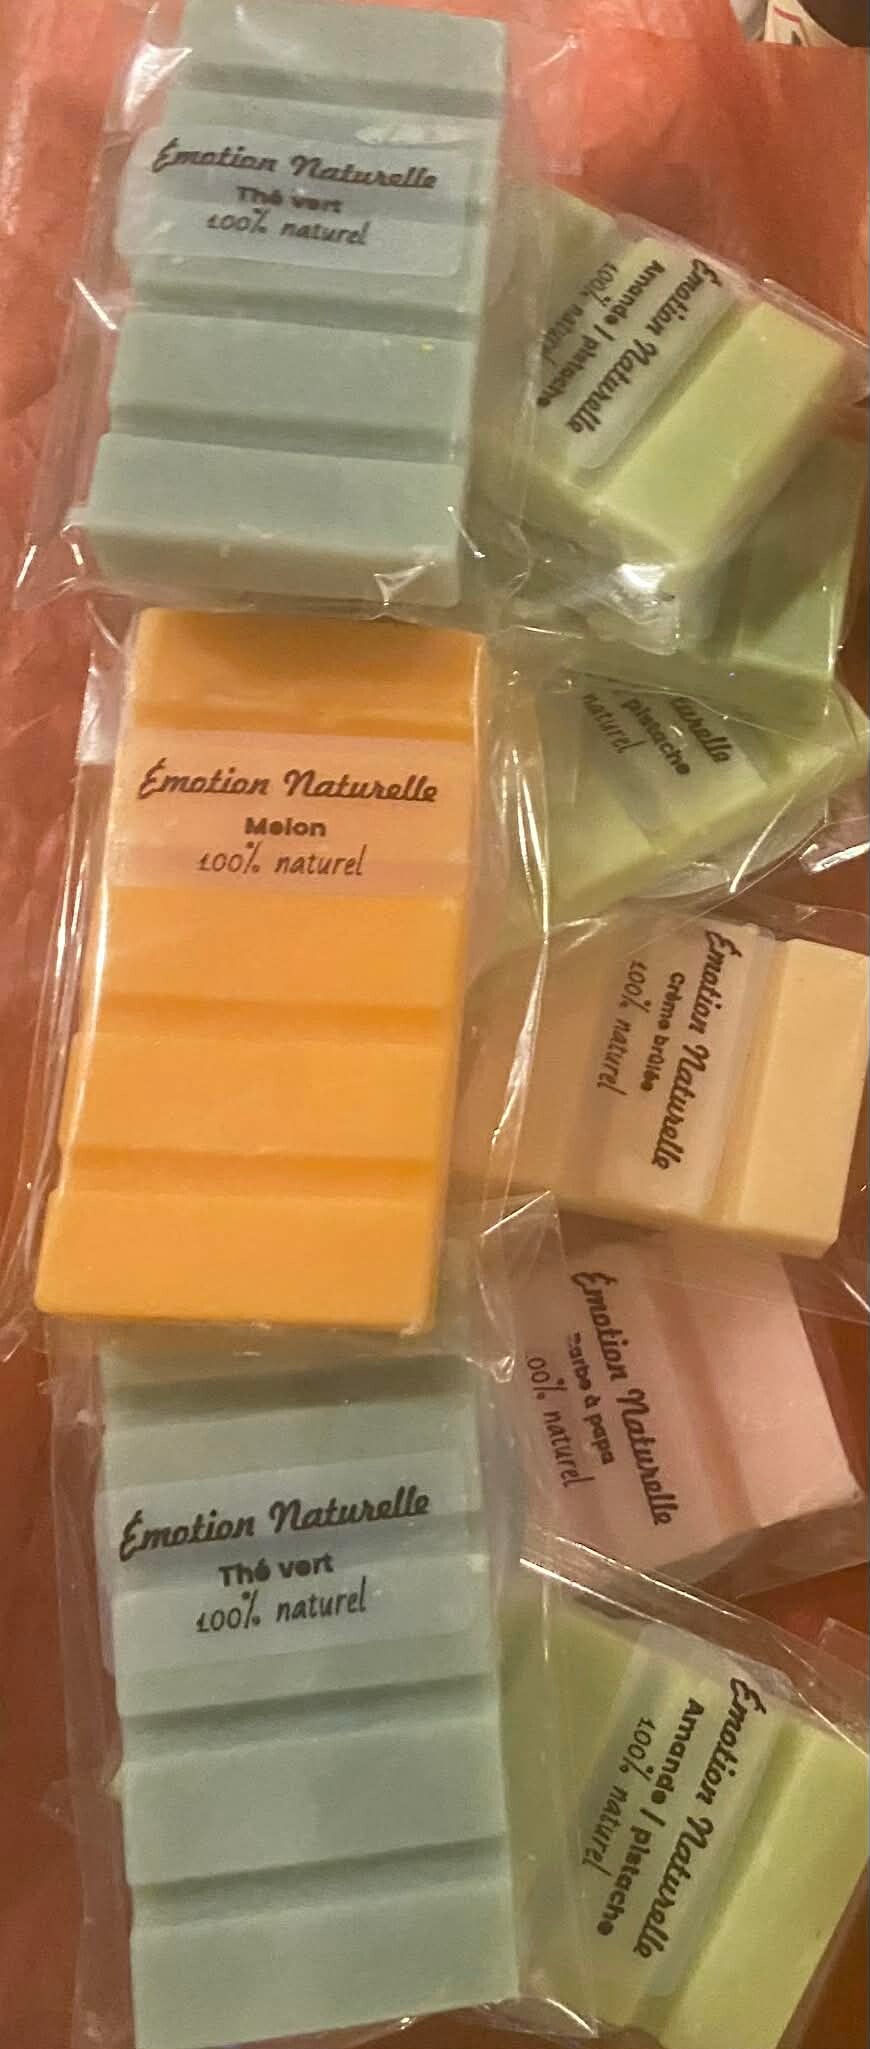 Émotion Naturelle
Thé vert
100% naturel
Émotion Naturelle
Amande / pistache
100% naturel
Émotion Naturelle
Melon
100% naturel
pistache
naturel
Émotion Naturelle
Crème brûlée
100% naturel
Émotion Naturelle
à papa
naturel
Émotion Naturelle
Thé vert
100% naturel
Émotion Naturelle
Amande / pistache
100% naturel